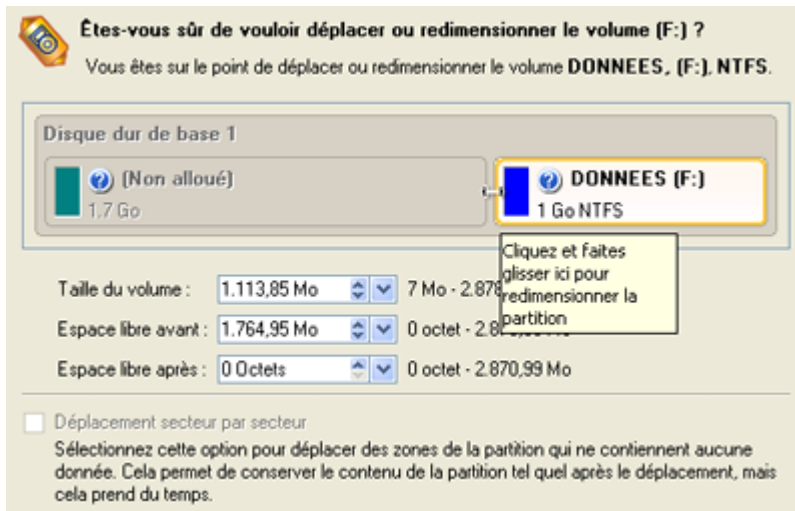 Êtes-vous sûr de vouloir déplacer ou redimensionner le volume (F:) ?
Vous êtes sur le point de déplacer ou redimensionner le volume DONNEES, (F:), NTFS.
Disque dur de base 1
(Non alloué)
1.7 Go
DONNEES (F:)
1 Go NTFS
Cliquez et faites
glisser ici pour
redimensionner la
partition
Taille du volume : 1.113,85 Mo 7 Mo - 2.878
Espace libre avant : 1.764,95 Mo 0 octet - 
Espace libre après : 0 Octets 0 octet - 2.870,99 Mo
Déplacement secteur par secteur
Sélectionnez cette option pour déplacer des zones de la partition qui ne contiennent aucune
donnée. Cela permet de conserver le contenu de la partition tel quel après le déplacement, mais
cela prend du temps.